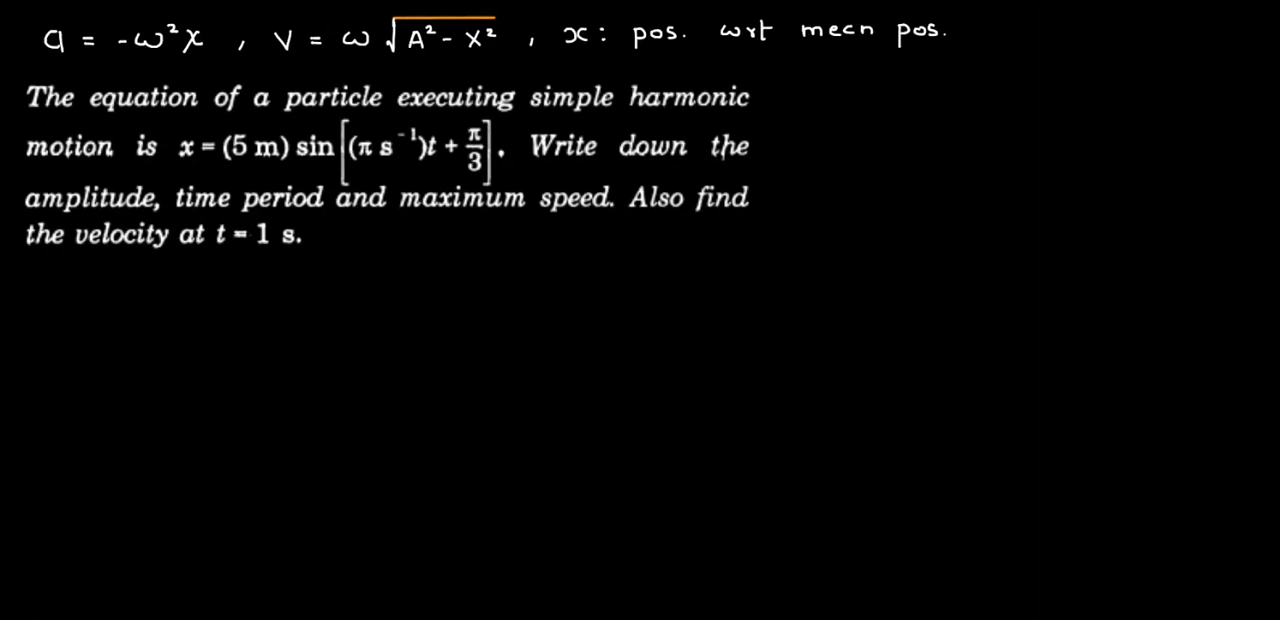 a = -ω²x , v = ω √A² - x² , x : pos. wrt mean pos.
The equation of a particle executing simple harmonic
motion is x = (5 m) sin [(π s⁻¹)t + π/3]. Write down the
amplitude, time period and maximum speed. Also find
the velocity at t = 1 s.